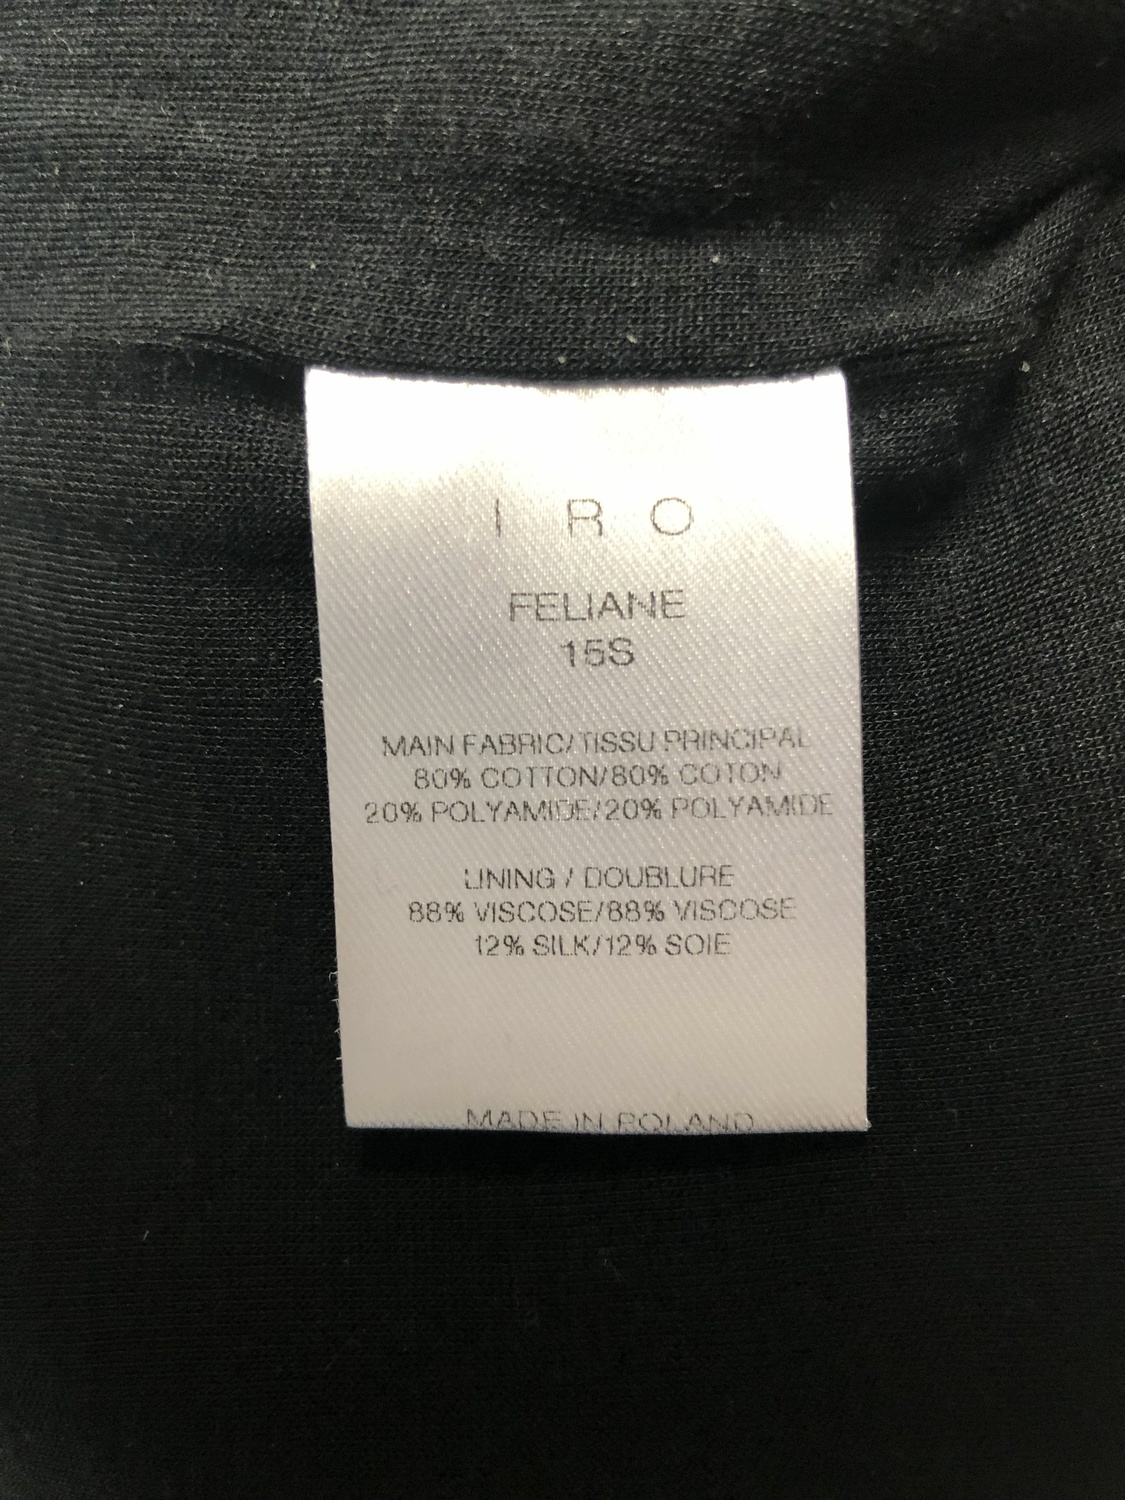 I R O
FELIANE
15S
MAIN FABRIC/TISSU PRINCIPAL
80% COTTON/80% COTON
20% POLYAMIDE/20% POLYAMIDE
LINING / DOUBLURE
88% VISCOSE/88% VISCOSE
12% SILK/12% SOIE
MADE IN POLAND